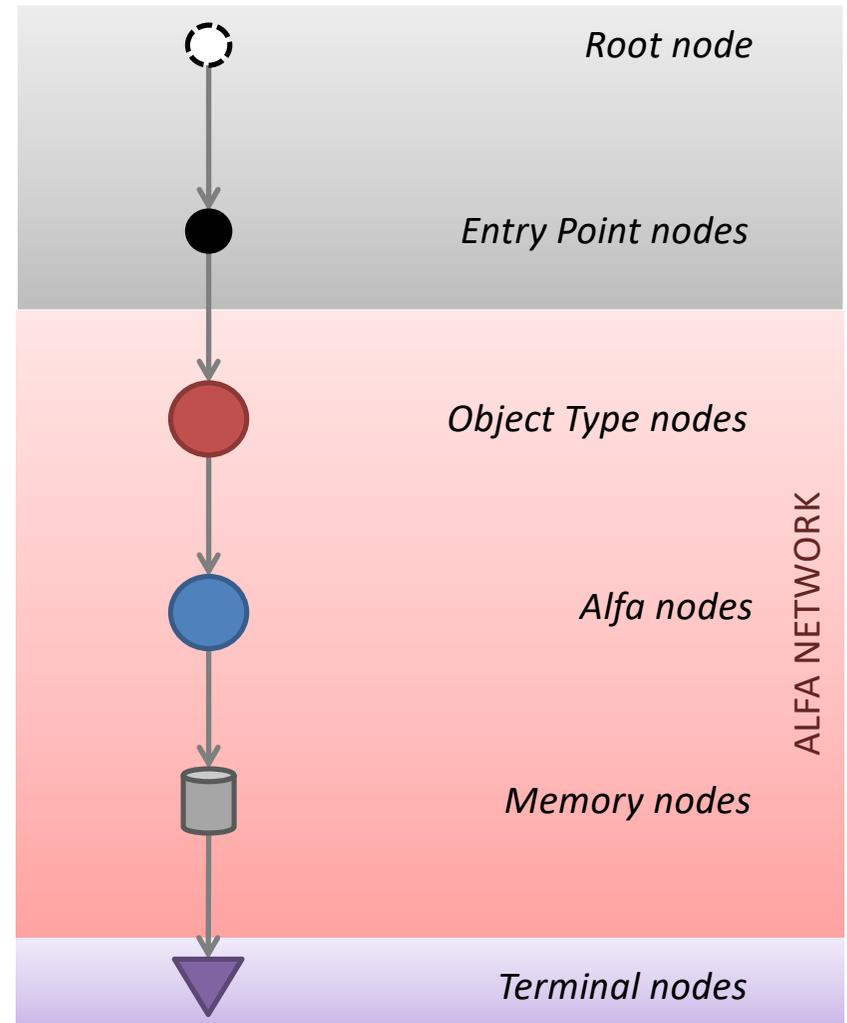 Root node
Entry Point nodes
Object Type nodes
Alfa nodes
ALFA NETWORK
Memory nodes
Terminal nodes